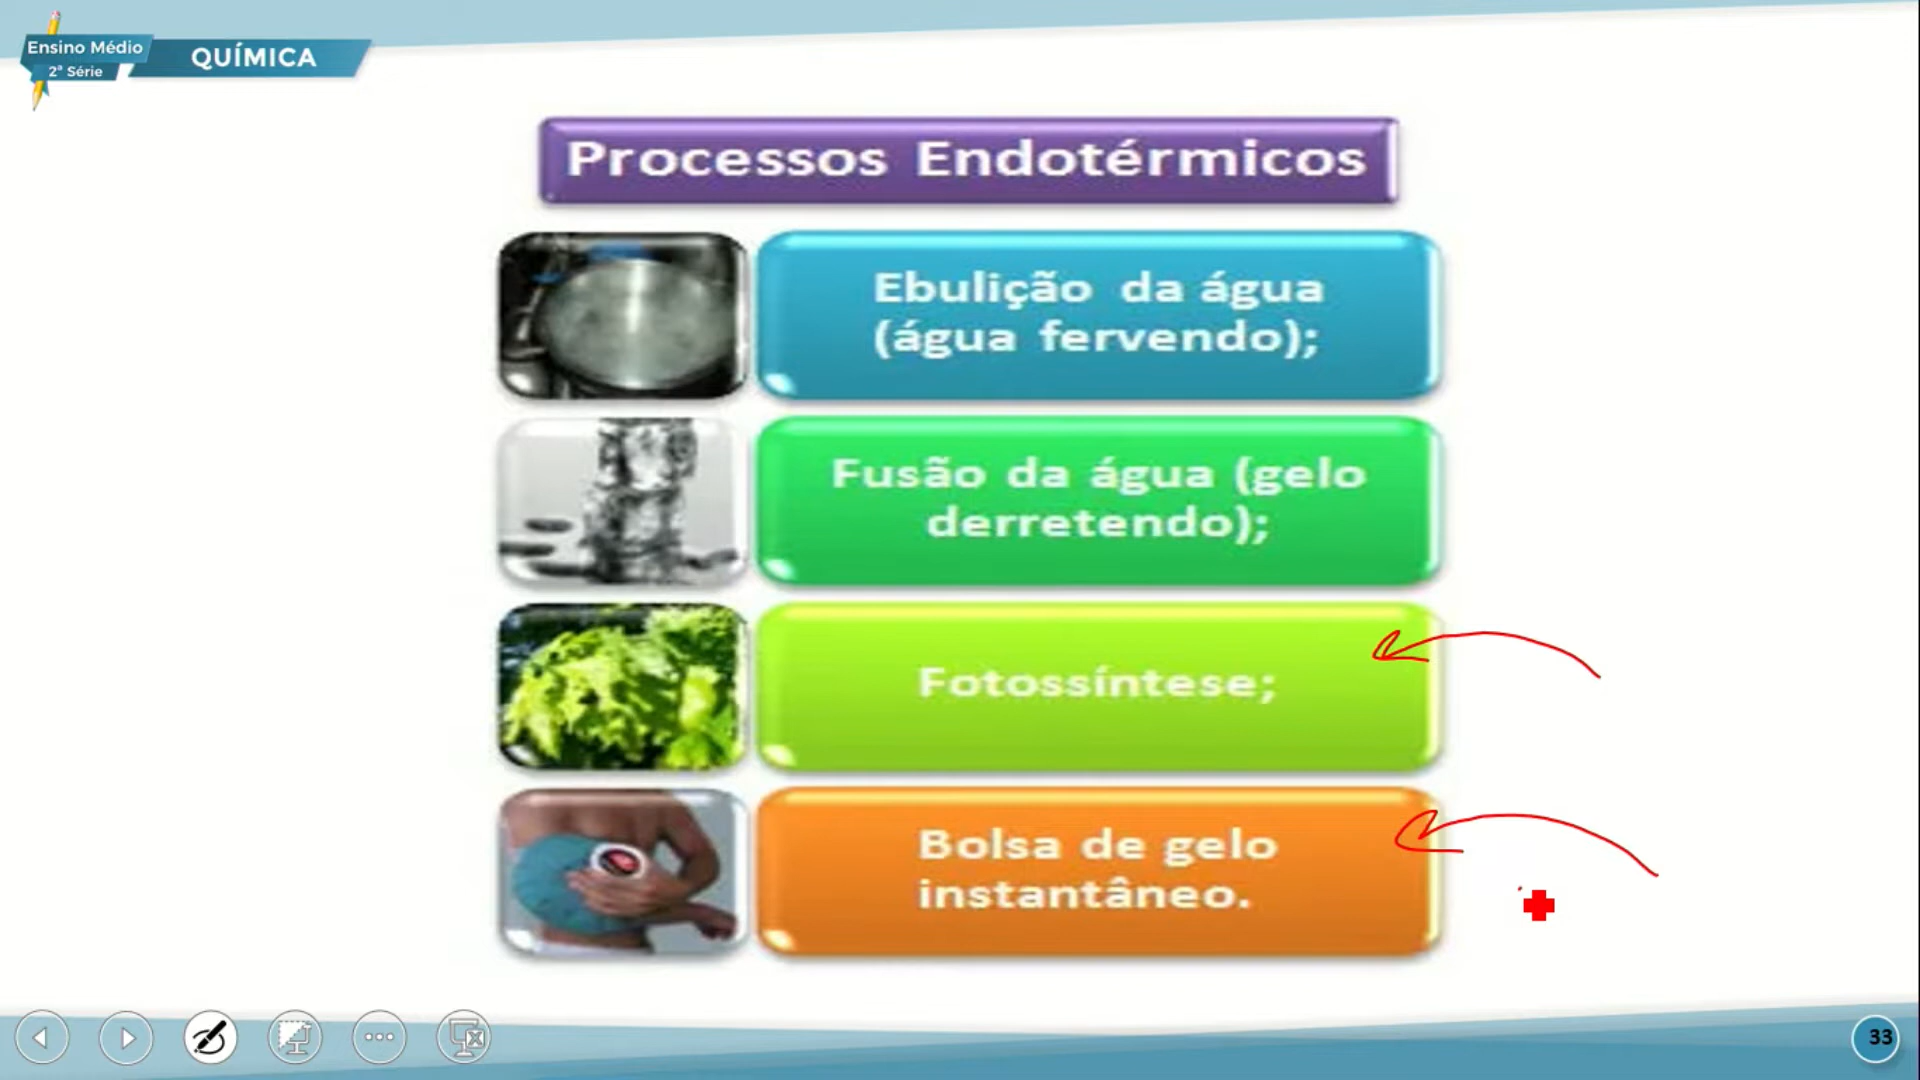 Ensino Médio
2ª Série
QUÍMICA
Processos Endotérmicos
Ebulição da água
(água fervendo);
Fusão da água (gelo
derretendo);
Fotossíntese;
Bolsa de gelo
instantâneo.
33